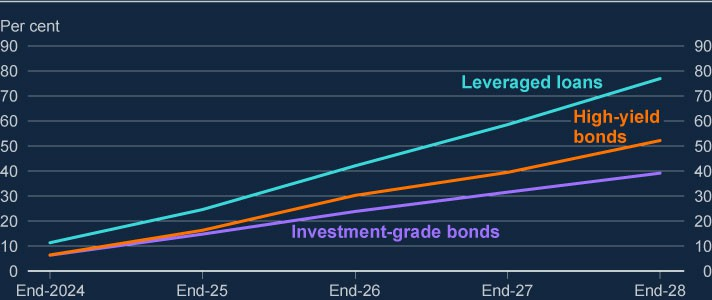 Per cent
90 90
80 80
70 70
Leveraged loans
60 60
High-yield
bonds
50 50
40 40
30 30
20 20
Investment-grade bonds
10 10
0 0
End-2024 End-25 End-26 End-27 End-28